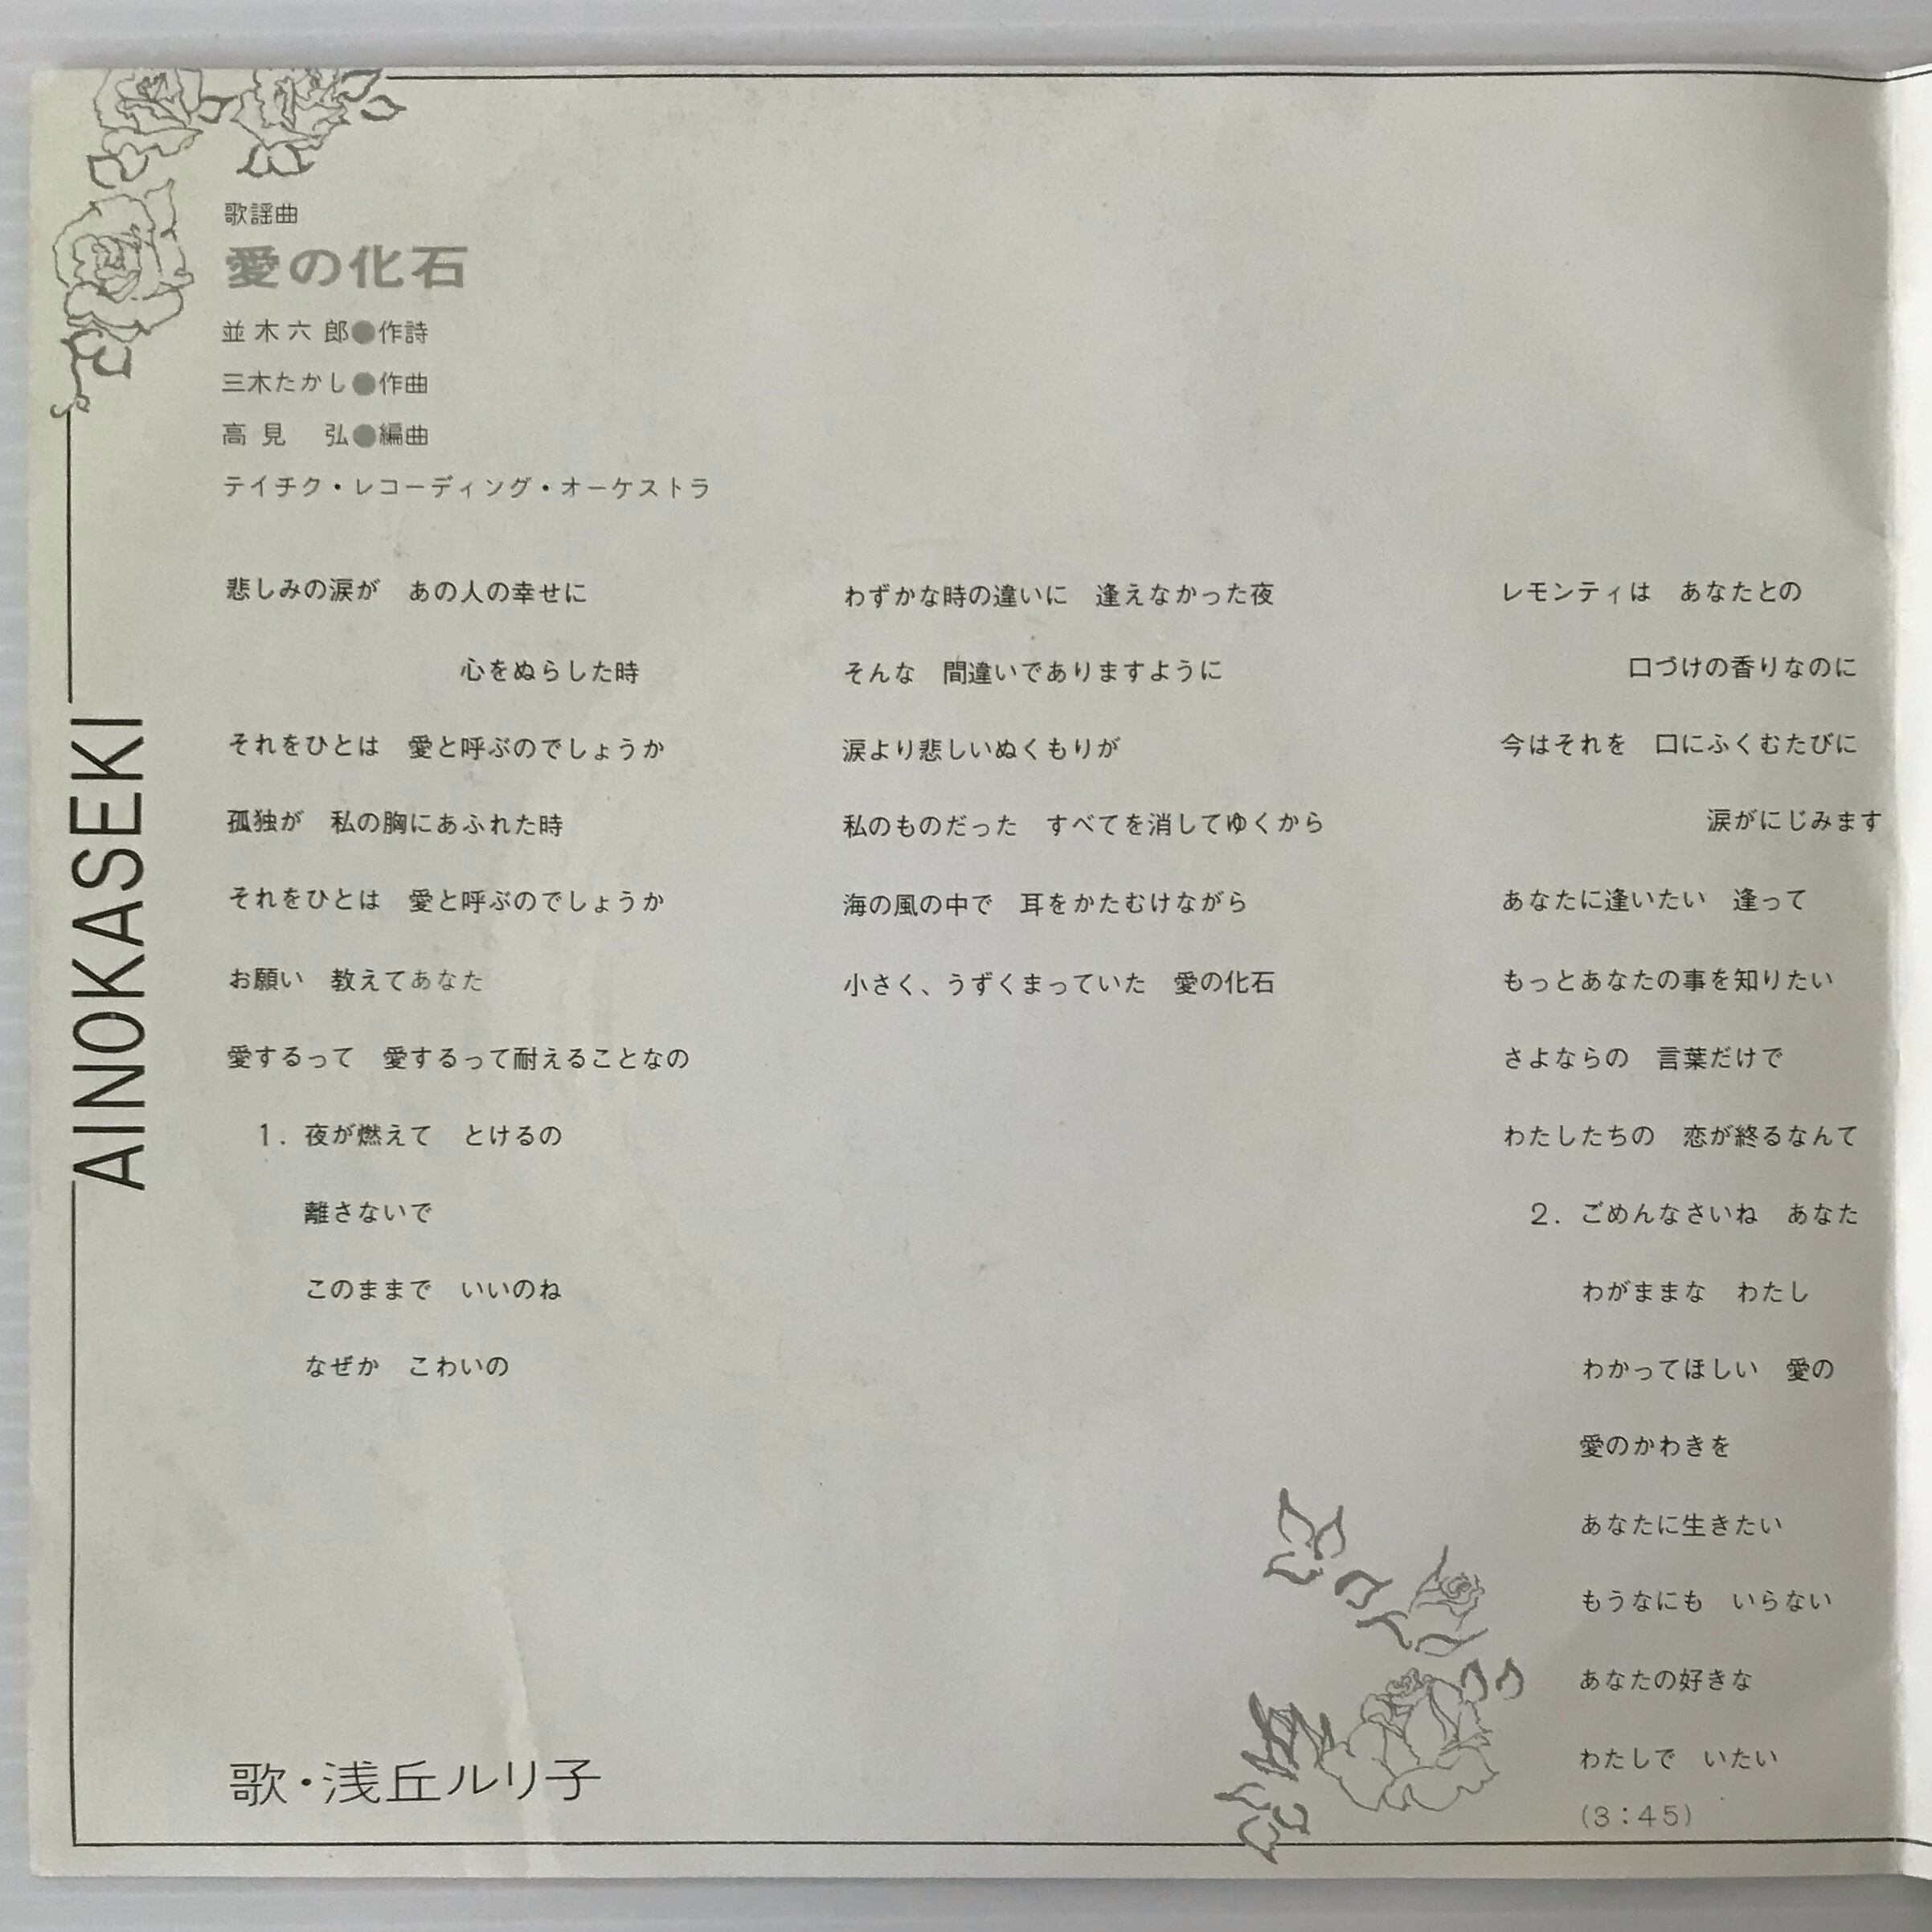 歌謡曲
愛の化石
並木六郎●作詩
三木たかし●作曲
高見　弘●編曲
テイチク・レコーディング・オーケストラ
悲しみの涙が　あの人の幸せに
心をぬらした時
それをひとは　愛と呼ぶのでしょうか
孤独が　私の胸にあふれた時
それをひとは　愛と呼ぶのでしょうか
お願い　教えてあなた
愛するって　愛するって耐えることなの
1．夜が燃えて　とけるの
離さないで
このままで　いいのね
なぜか　こわいの
わずかな時の違いに　逢えなかった夜
そんな　間違いでありますように
涙より悲しいぬくもりが
私のものだった　すべてを消してゆくから
海の風の中で　耳をかたむけながら
小さく、うずくまっていた　愛の化石
レモンティは　あなたとの
口づけの香りなのに
今はそれを　口にふくむたびに
涙がにじみます
あなたに逢いたい　逢って
もっとあなたの事を知りたい
さよならの　言葉だけで
わたしたちの　恋が終るなんて
2．ごめんなさいね　あなた
わがままな　わたし
わかってほしい　愛の
愛のかわきを
あなたに生きたい
もうなにも　いらない
あなたの好きな
わたしで　いたい
(3：45)
歌・浅丘ルリ子
AINOKASEKI